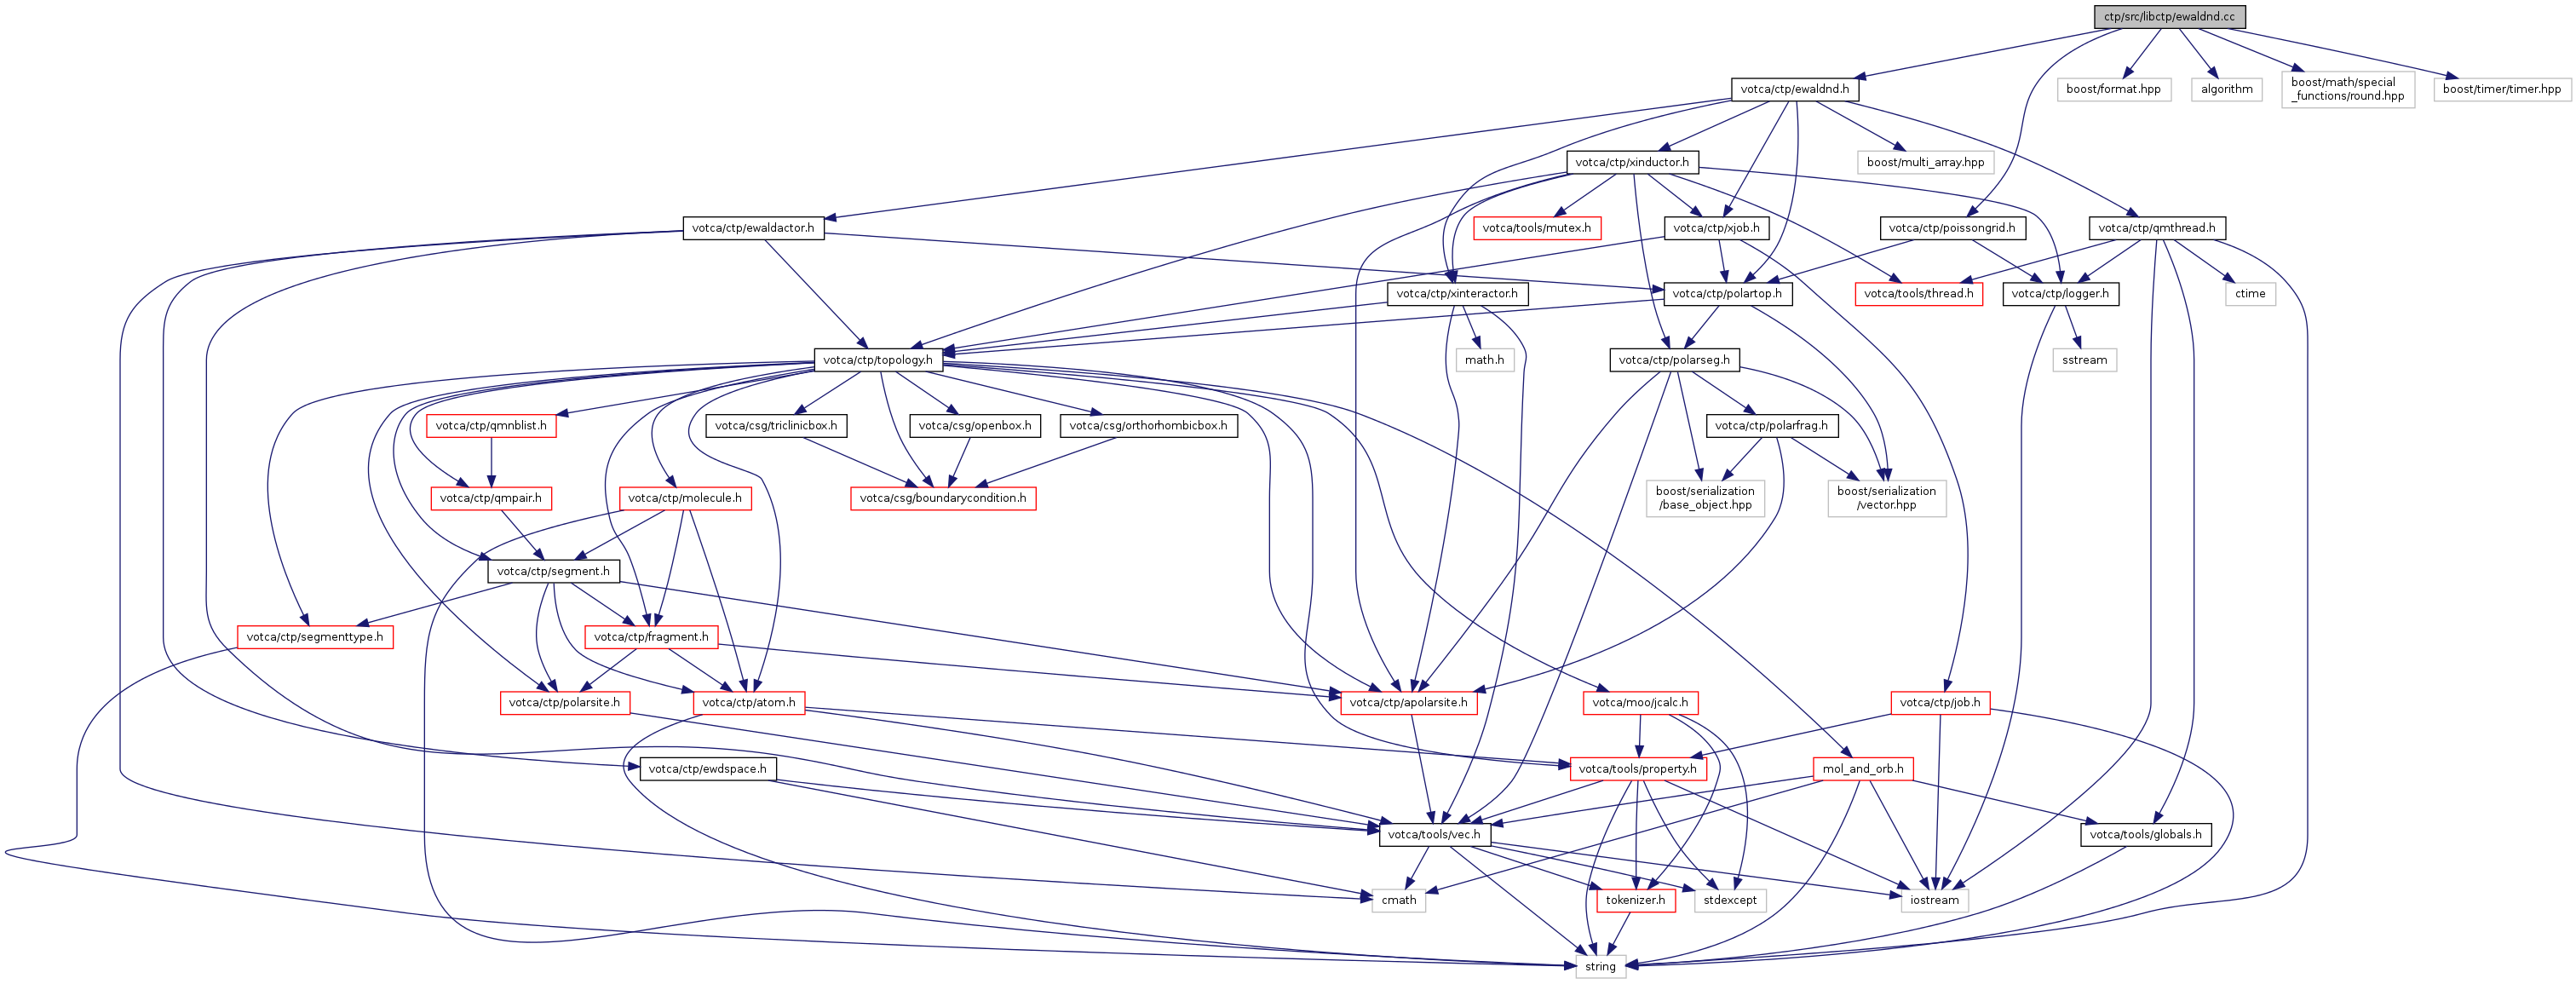 ctp/src/libctp/ewaldnd.cc
votca/ctp/ewaldnd.h
boost/format.hpp
algorithm
boost/math/special
_functions/round.hpp
boost/timer/timer.hpp
votca/ctp/xinductor.h
boost/multi_array.hpp
votca/ctp/ewaldactor.h
votca/tools/mutex.h
votca/ctp/xjob.h
votca/ctp/poissongrid.h
votca/ctp/qmthread.h
votca/ctp/xinteractor.h
votca/ctp/polartop.h
votca/tools/thread.h
votca/ctp/logger.h
ctime
votca/ctp/topology.h
math.h
votca/ctp/polarseg.h
sstream
votca/ctp/qmnblist.h
votca/csg/triclinicbox.h
votca/csg/openbox.h
votca/csg/orthorhombicbox.h
votca/ctp/polarfrag.h
votca/ctp/qmpair.h
votca/ctp/molecule.h
votca/csg/boundarycondition.h
boost/serialization
/base_object.hpp
boost/serialization
/vector.hpp
votca/ctp/segment.h
votca/ctp/segmenttype.h
votca/ctp/fragment.h
votca/ctp/polarsite.h
votca/ctp/atom.h
votca/ctp/apolarsite.h
votca/moo/jcalc.h
votca/ctp/job.h
votca/ctp/ewdspace.h
votca/tools/property.h
mol_and_orb.h
votca/tools/vec.h
votca/tools/globals.h
cmath
tokenizer.h
stdexcept
iostream
string